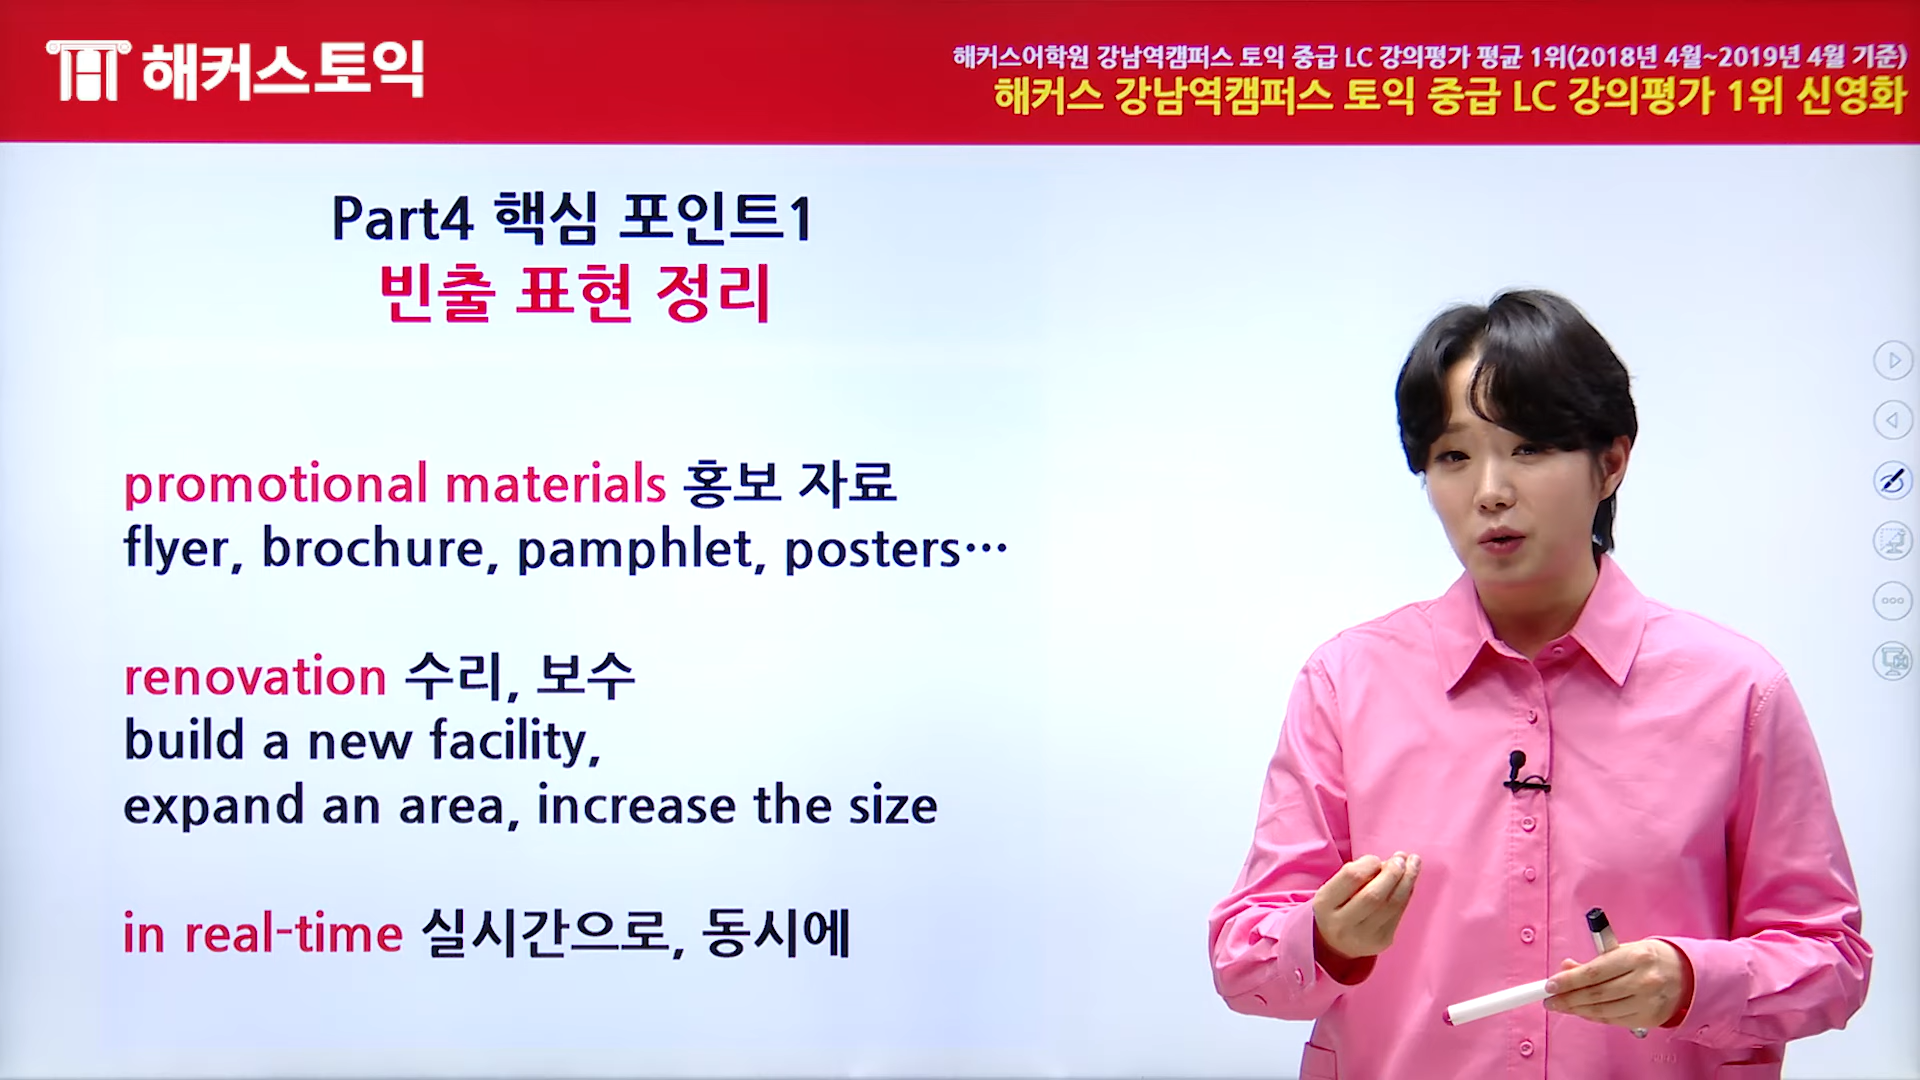 해커스토익
해커스어학원 강남역캠퍼스 토익 중급 LC 강의평가 평균 1위(2018년 4월~2019년 4월 기준)
해커스 강남역캠퍼스 토익 중급 LC 강의평가 1위 신영화
Part4 핵심 포인트1
빈출 표현 정리
promotional materials 홍보 자료
flyer, brochure, pamphlet, posters…
renovation 수리, 보수
build a new facility,
expand an area, increase the size
in real-time 실시간으로, 동시에